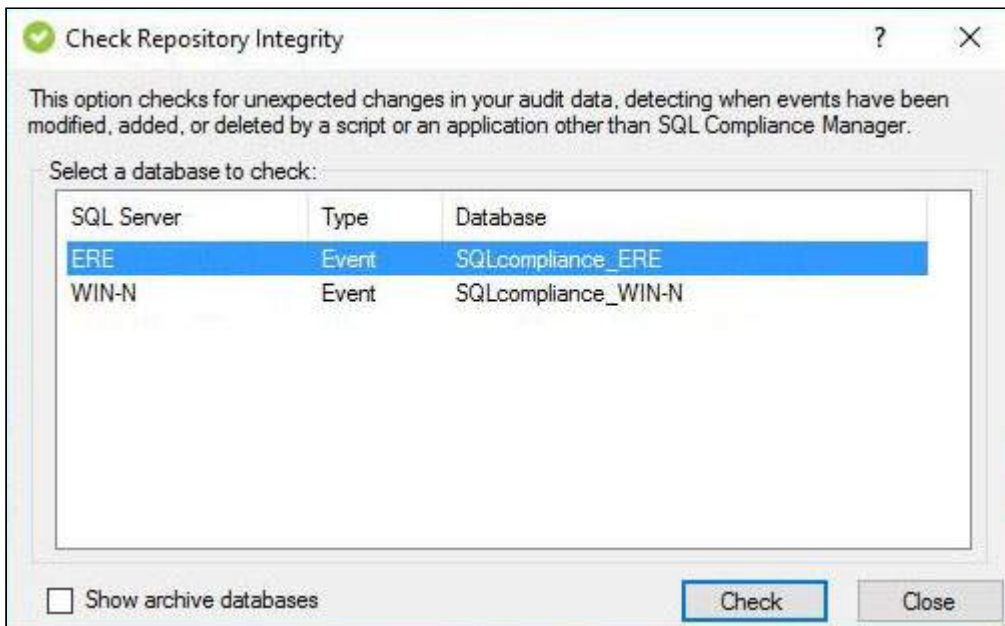 Check Repository Integrity ? ×
This option checks for unexpected changes in your audit data, detecting when events have been
modified, added, or deleted by a script or an application other than SQL Compliance Manager.
Select a database to check:
SQL Server Type Database
ERE Event SQLcompliance_ERE
WIN-N Event SQLcompliance_WIN-N
Show archive databases Check Close